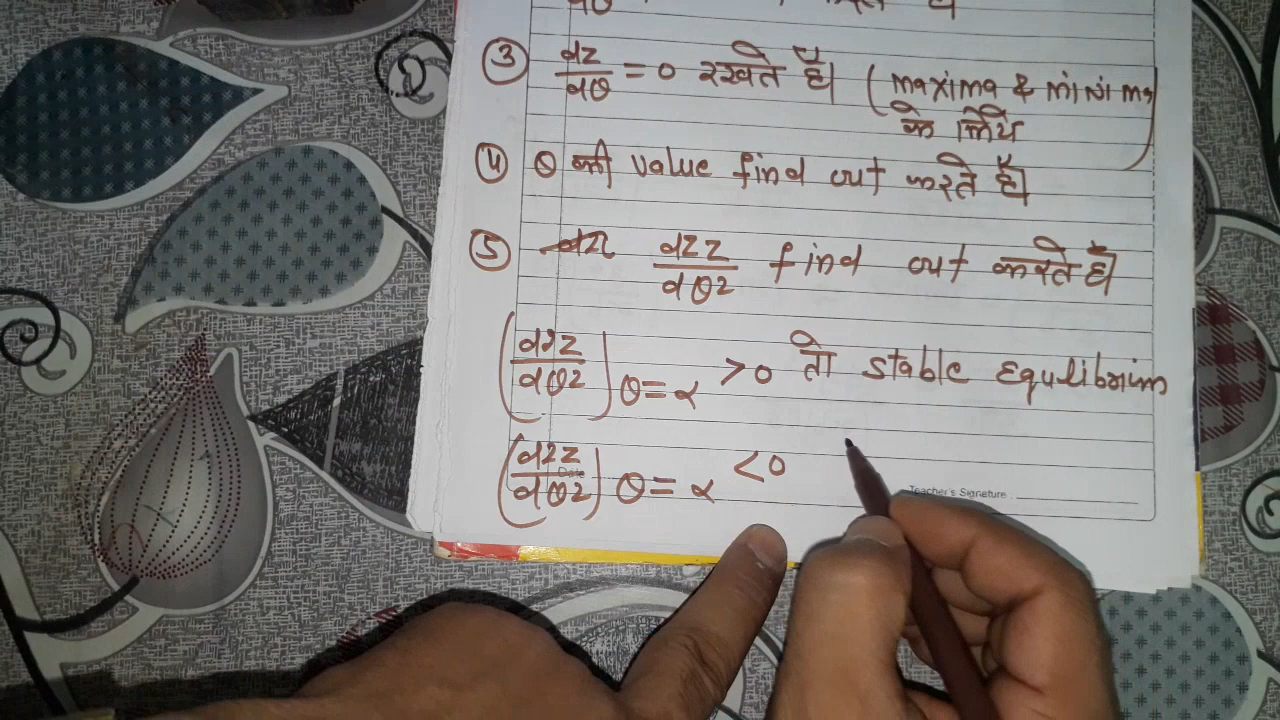 ③ dz/dθ = 0 रखते हैं। (maxima & minima
के लिये
④ θ की value find out करते हैं।
⑤ d2z/dθ2 find out करते हैं।
(d2z/dθ2) θ=α >0 तो stable Equlibrium
(d2z/dθ2) θ=α <0
Date
Teacher's Signature